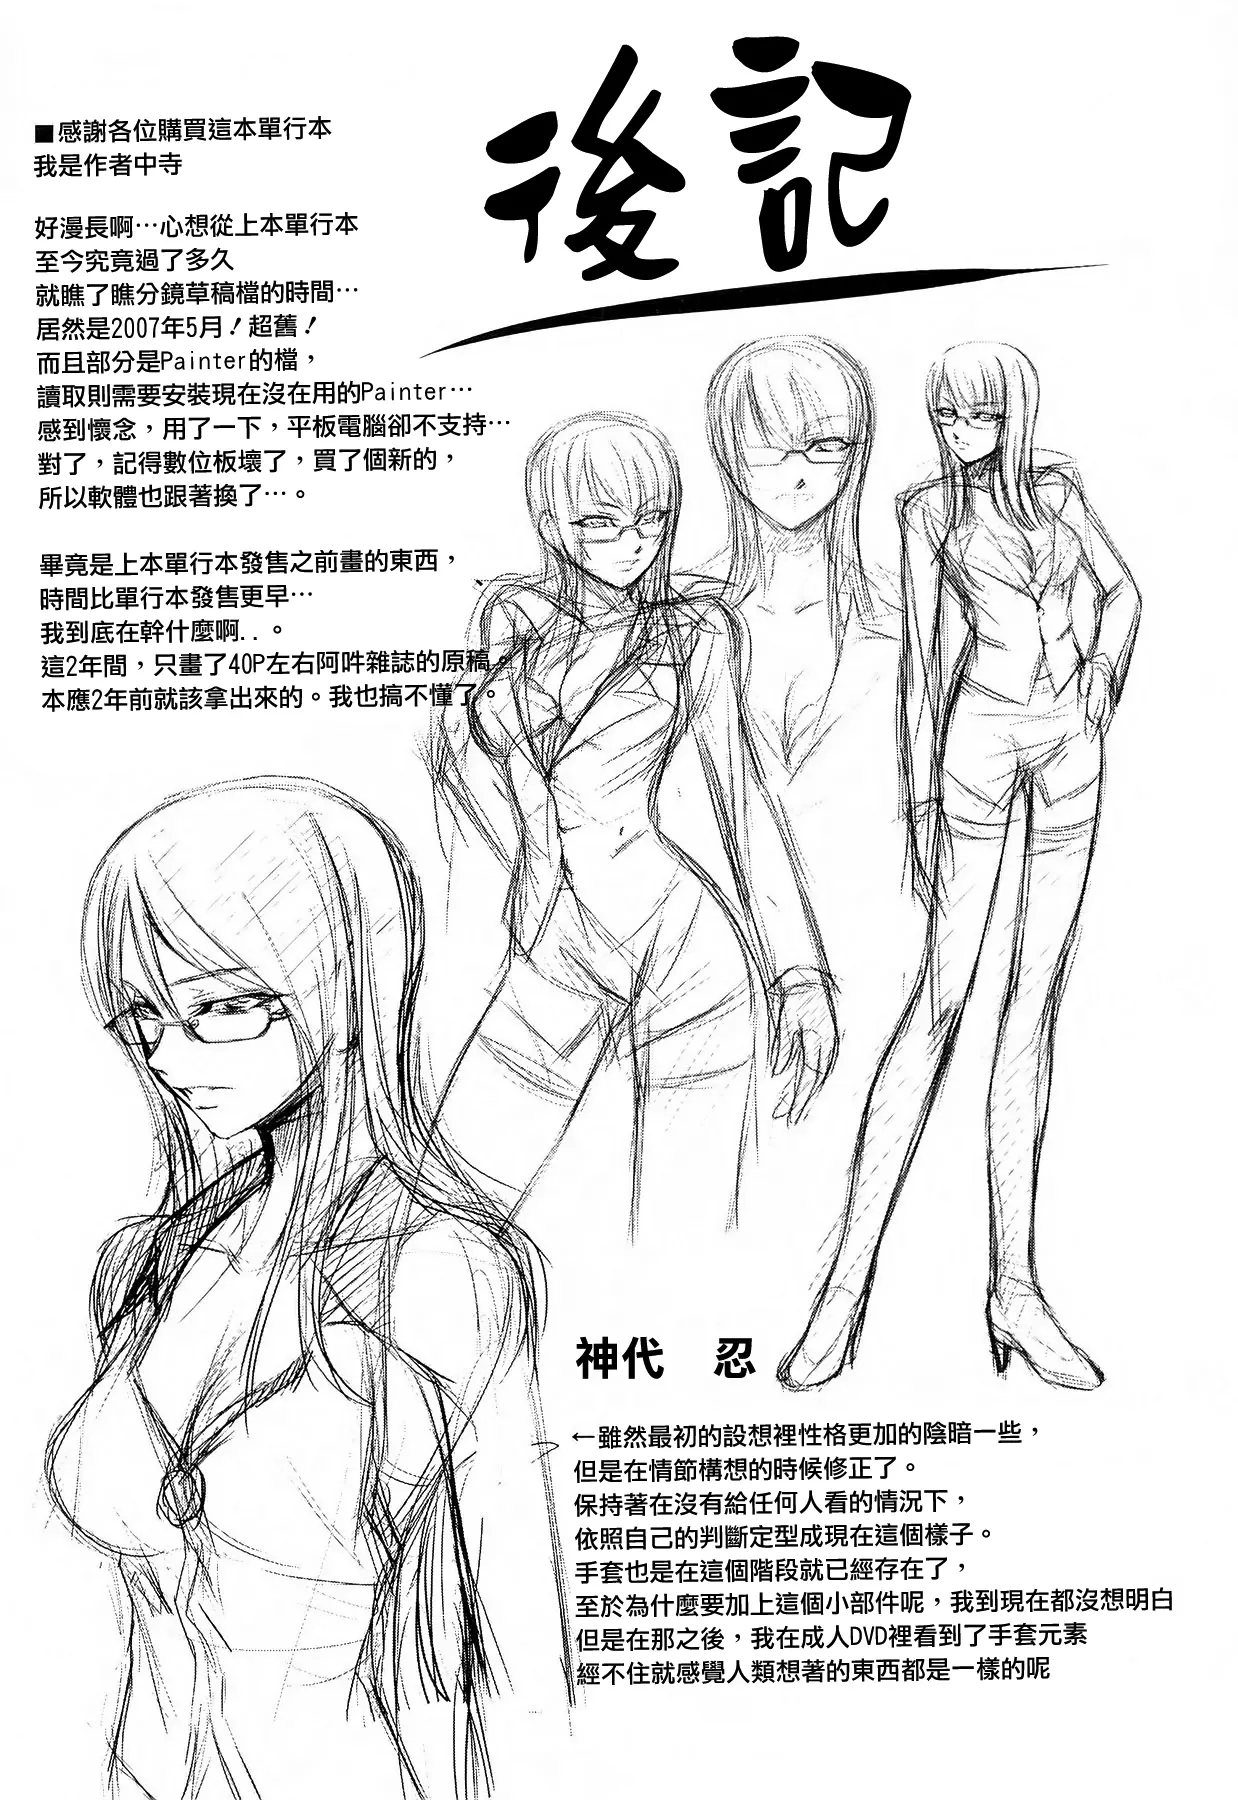 後記
■感謝各位購買這本單行本
我是作者中寺
好漫長啊…心想從上本單行本
至今究竟過了多久
就瞧了瞧分鏡草稿檔的時間…
居然是2007年5月！超舊！
而且部分是Painter的檔，
讀取則需要安裝現在沒在用的Painter…
感到懷念，用了一下，平板電腦卻不支持…
對了，記得數位板壞了，買了個新的，
所以軟體也跟著換了…。
畢竟是上本單行本發售之前畫的東西，
時間比單行本發售更早…
我到底在幹什麼啊..。
這2年間，只畫了40P左右阿吽雜誌的原稿。
本應2年前就該拿出來的。我也搞不懂了。
神代　忍
←雖然最初的設想裡性格更加的陰暗一些，
但是在情節構想的時候修正了。
保持著在沒有給任何人看的情況下，
依照自己的判斷定型成現在這個樣子。
手套也是在這個階段就已經存在了，
至於為什麼要加上這個小部件呢，我到現在都沒想明白
但是在那之後，我在成人DVD裡看到了手套元素
經不住就感覺人類想著的東西都是一樣的呢